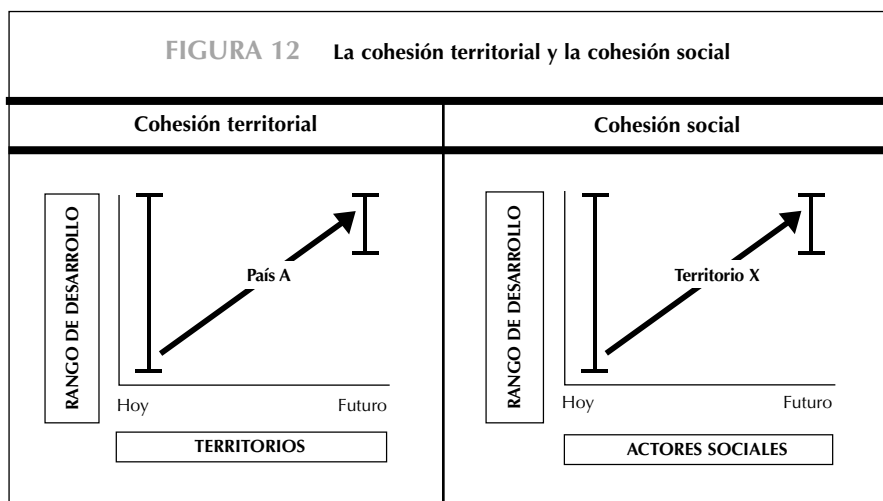 FIGURA 12 La cohesión territorial y la cohesión social
Cohesión territorial
RANGO DE DESARROLLO
País A
Hoy
Futuro
TERRITORIOS
Cohesión social
RANGO DE DESARROLLO
Territorio X
Hoy
Futuro
ACTORES SOCIALES